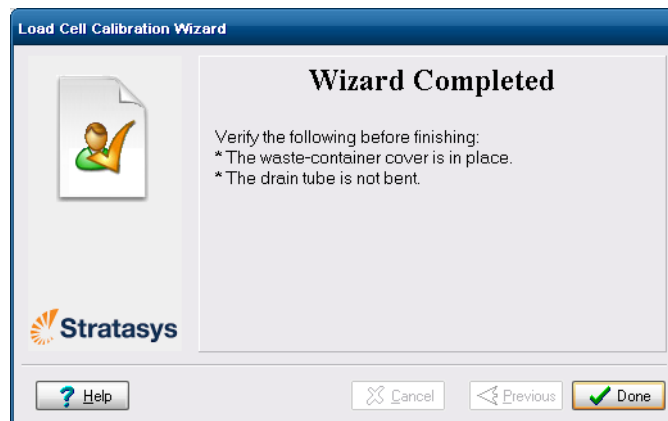 Load Cell Calibration Wizard
Wizard Completed
Verify the following before finishing:
* The waste-container cover is in place.
* The drain tube is not bent.
Stratasys
? Help
Cancel
Previous
Done